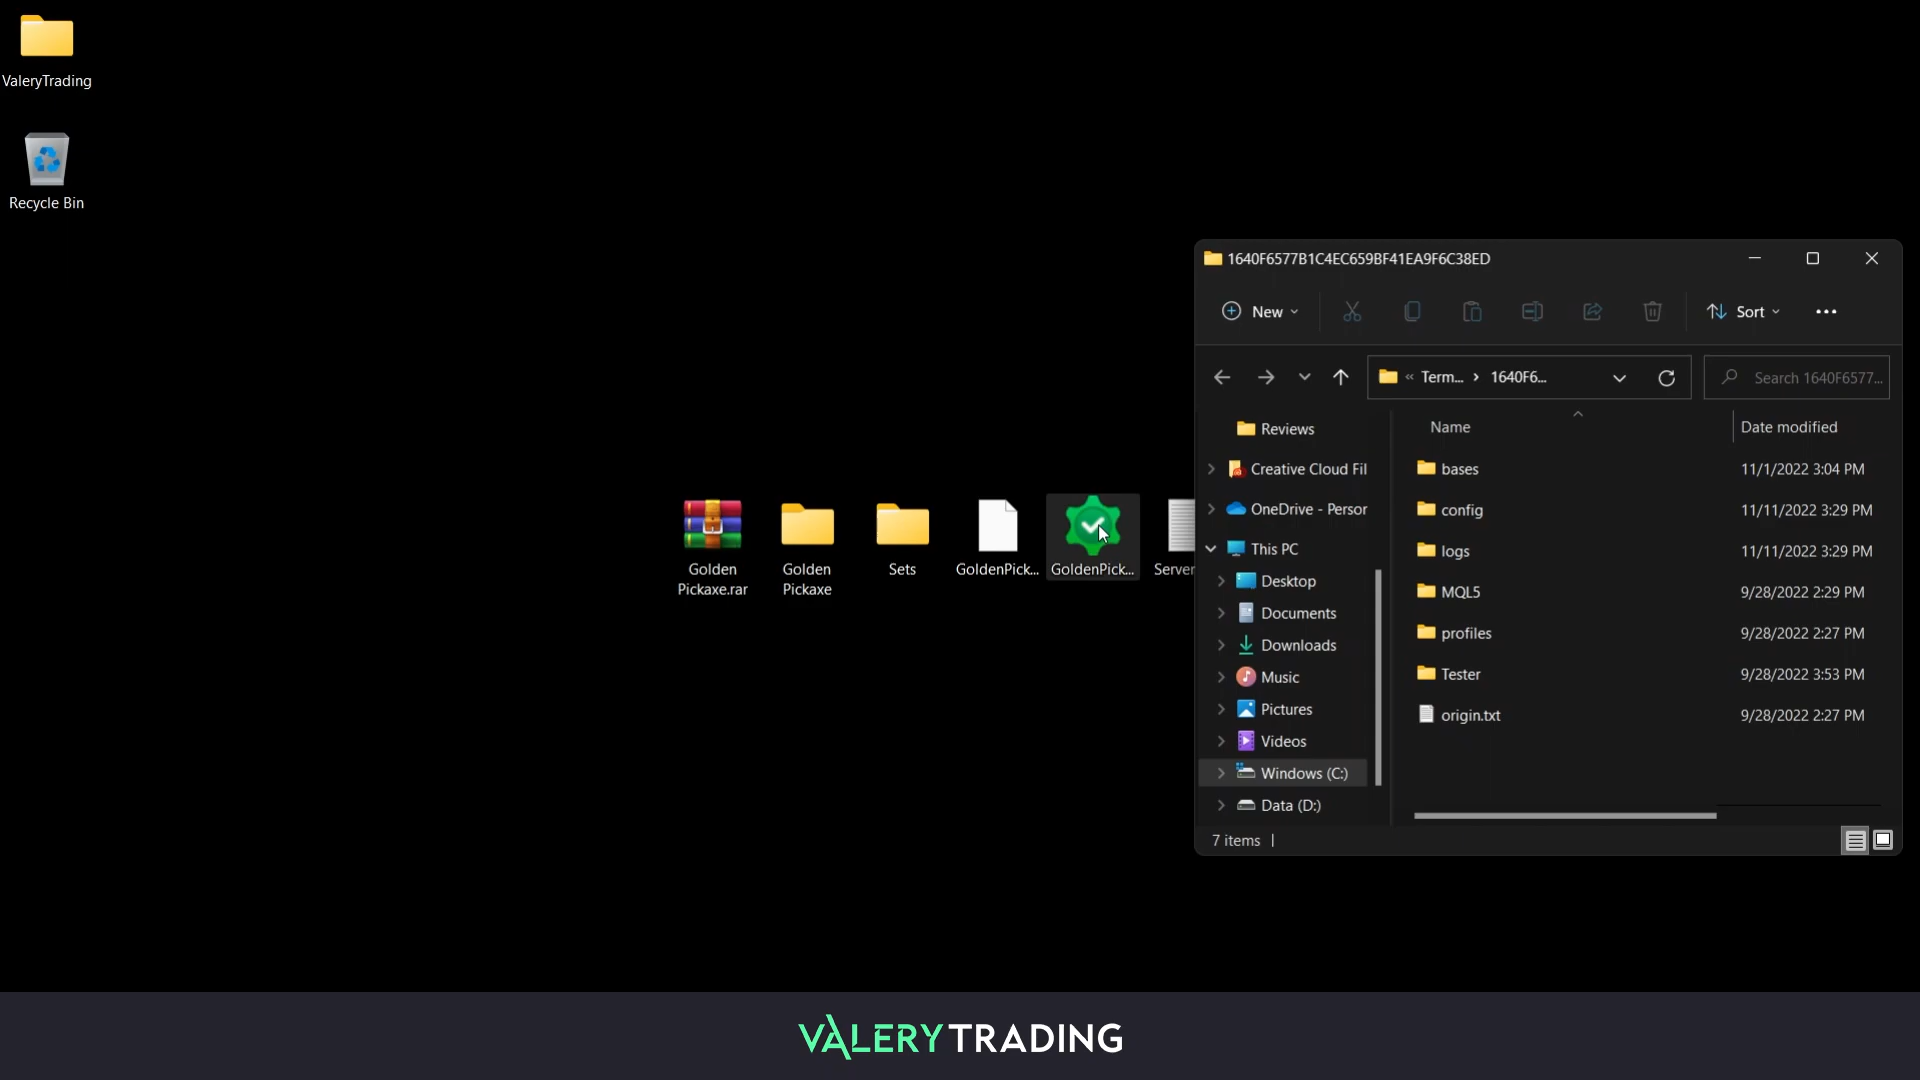 ValeryTrading
Recycle Bin
Golden
Pickaxe.rar
Golden
Pickaxe
Sets
GoldenPick...
GoldenPick...
Server
1640F6577B1C4EC659BF41EA9F6C38ED
New
Sort
« Term... › 1640F6...
Search 1640F6577...
Reviews
Creative Cloud Fil
OneDrive - Person
This PC
Desktop
Documents
Downloads
Music
Pictures
Videos
Windows (C:)
Data (D:)
Name Date modified
bases 11/1/2022 3:04 PM
config 11/11/2022 3:29 PM
logs 11/11/2022 3:29 PM
MQL5 9/28/2022 2:29 PM
profiles 9/28/2022 2:27 PM
Tester 9/28/2022 3:53 PM
origin.txt 9/28/2022 2:27 PM
7 items
VALERYTRADING